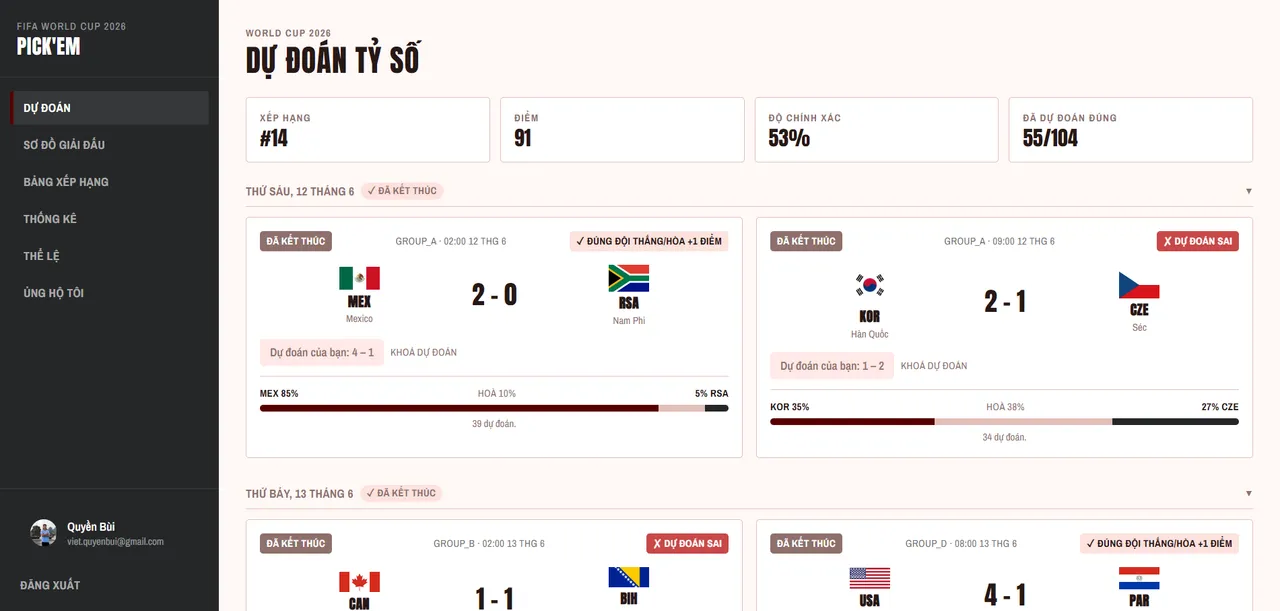 FIFA WORLD CUP 2026
PICK'EM
DỰ ĐOÁN
SƠ ĐỒ GIẢI ĐẤU
BẢNG XẾP HẠNG
THỐNG KÊ
THỂ LỆ
ỦNG HỘ TÔI
Quyền Bùi
viet.quyenbui@gmail.com
ĐĂNG XUẤT
WORLD CUP 2026
DỰ ĐOÁN TỶ SỐ
XẾP HẠNG
#14
ĐIỂM
91
ĐỘ CHÍNH XÁC
53%
ĐÃ DỰ ĐOÁN ĐÚNG
55/104
THỨ SÁU, 12 THÁNG 6 ✓ ĐÃ KẾT THÚC ▼
ĐÃ KẾT THÚC GROUP_A · 02:00 12 THG 6 ✓ ĐÚNG ĐỘI THẮNG/HÒA +1 ĐIỂM
MEX 2 - 0 RSA
Mexico Nam Phi
Dự đoán của bạn: 4 – 1 KHOÁ DỰ ĐOÁN
MEX 85% HOÀ 10% 5% RSA
39 dự đoán.
ĐÃ KẾT THÚC GROUP_A · 09:00 12 THG 6 ✗ DỰ ĐOÁN SAI
KOR 2 - 1 CZE
Hàn Quốc Séc
Dự đoán của bạn: 1 – 2 KHOÁ DỰ ĐOÁN
KOR 35% HOÀ 38% 27% CZE
34 dự đoán.
THỨ BẢY, 13 THÁNG 6 ✓ ĐÃ KẾT THÚC ▼
ĐÃ KẾT THÚC GROUP_B · 02:00 13 THG 6 ✗ DỰ ĐOÁN SAI
CAN 1 - 1 BIH
ĐÃ KẾT THÚC GROUP_D · 08:00 13 THG 6 ✓ ĐÚNG ĐỘI THẮNG/HÒA +1 ĐIỂM
USA 4 - 1 PAR